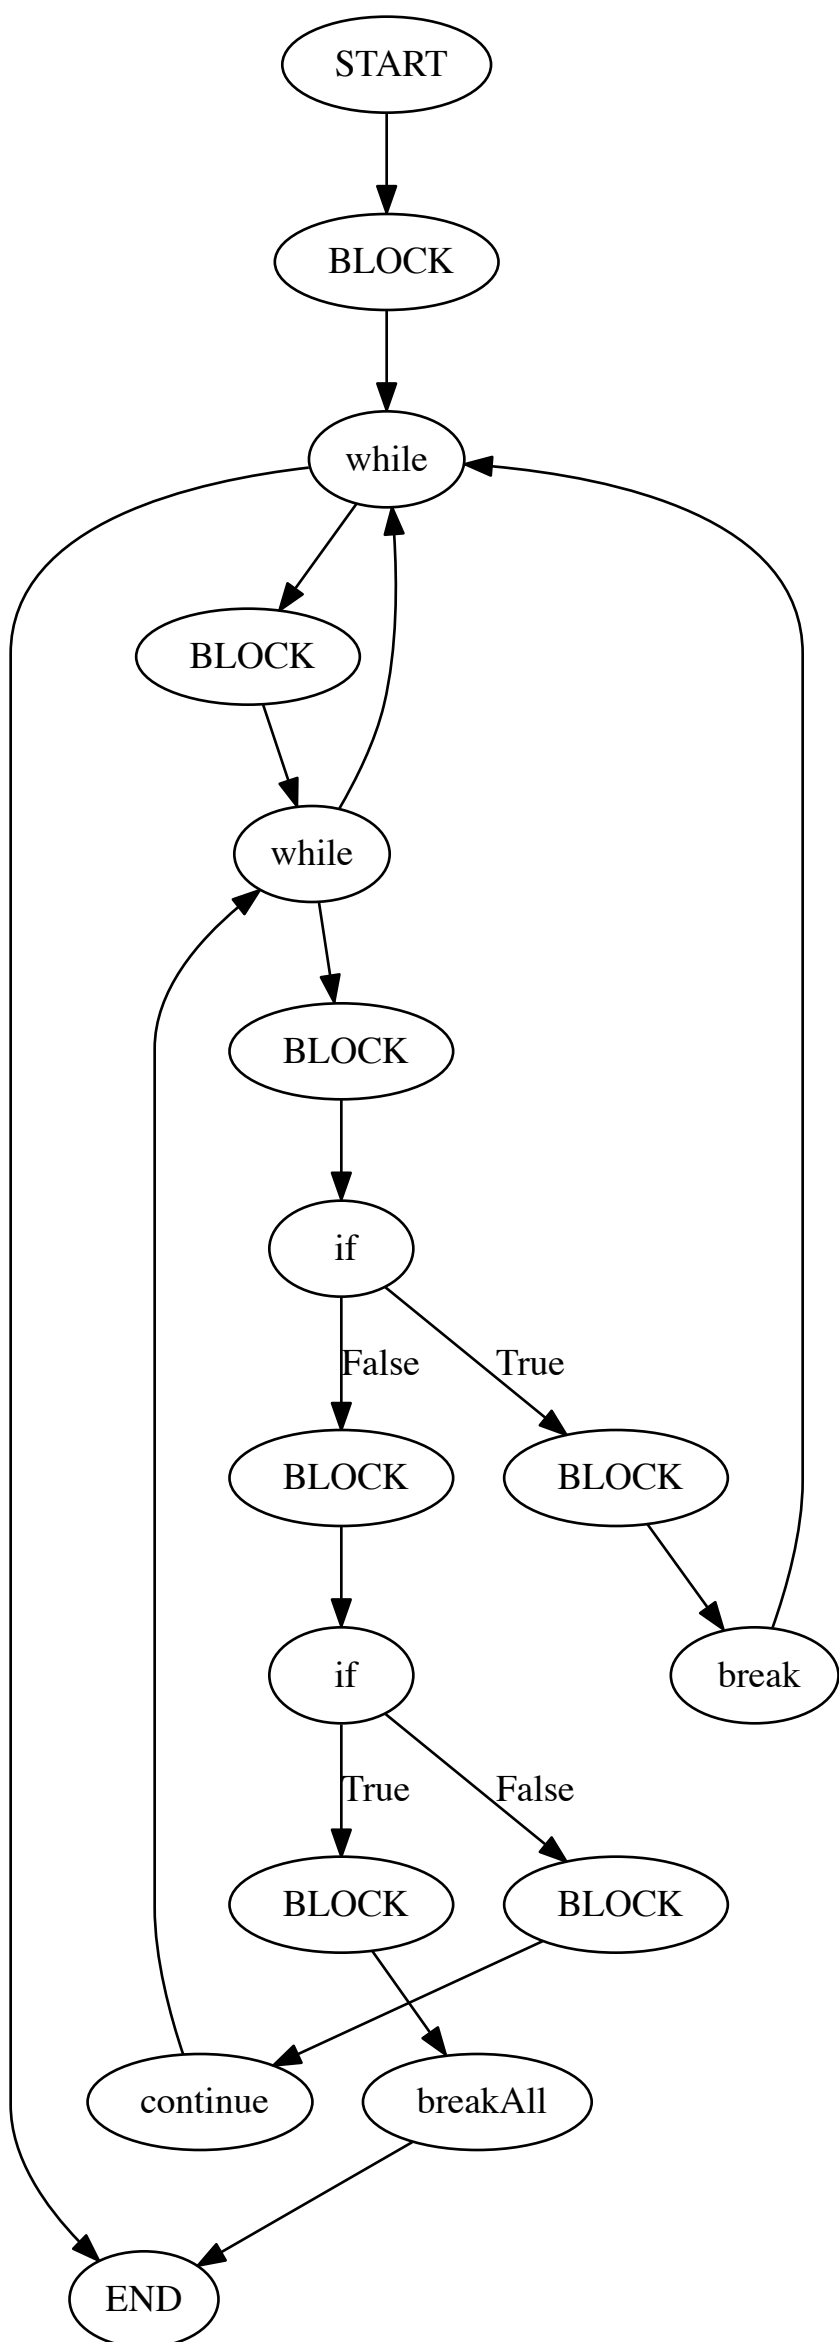 START
BLOCK
while
BLOCK
while
BLOCK
if
False
True
BLOCK
BLOCK
if
break
True
False
BLOCK
BLOCK
continue
breakAll
END